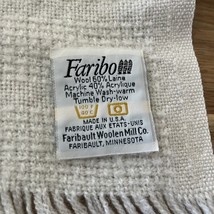 Faribo
Wool 60% Laine
Acrylic 40% Acrylique
Machine Wash-warm
Tumble Dry-low
MADE IN U.S.A.
FABRIQUE AUX ETATS-UNIS
Faribault Woolen Mill Co.
FARIBAULT, MINNESOTA